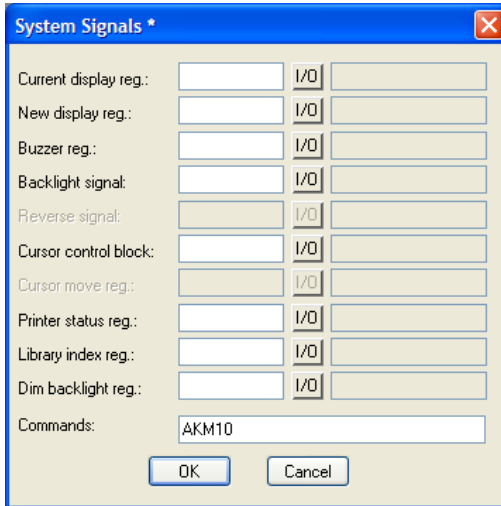 System Signals *
Current display reg.: I/O
New display reg.: I/O
Buzzer reg.: I/O
Backlight signal: I/O
Reverse signal: I/O
Cursor control block: I/O
Cursor move reg.: I/O
Printer status reg.: I/O
Library index reg.: I/O
Dim backlight reg.: I/O
Commands: AKM10
OK Cancel